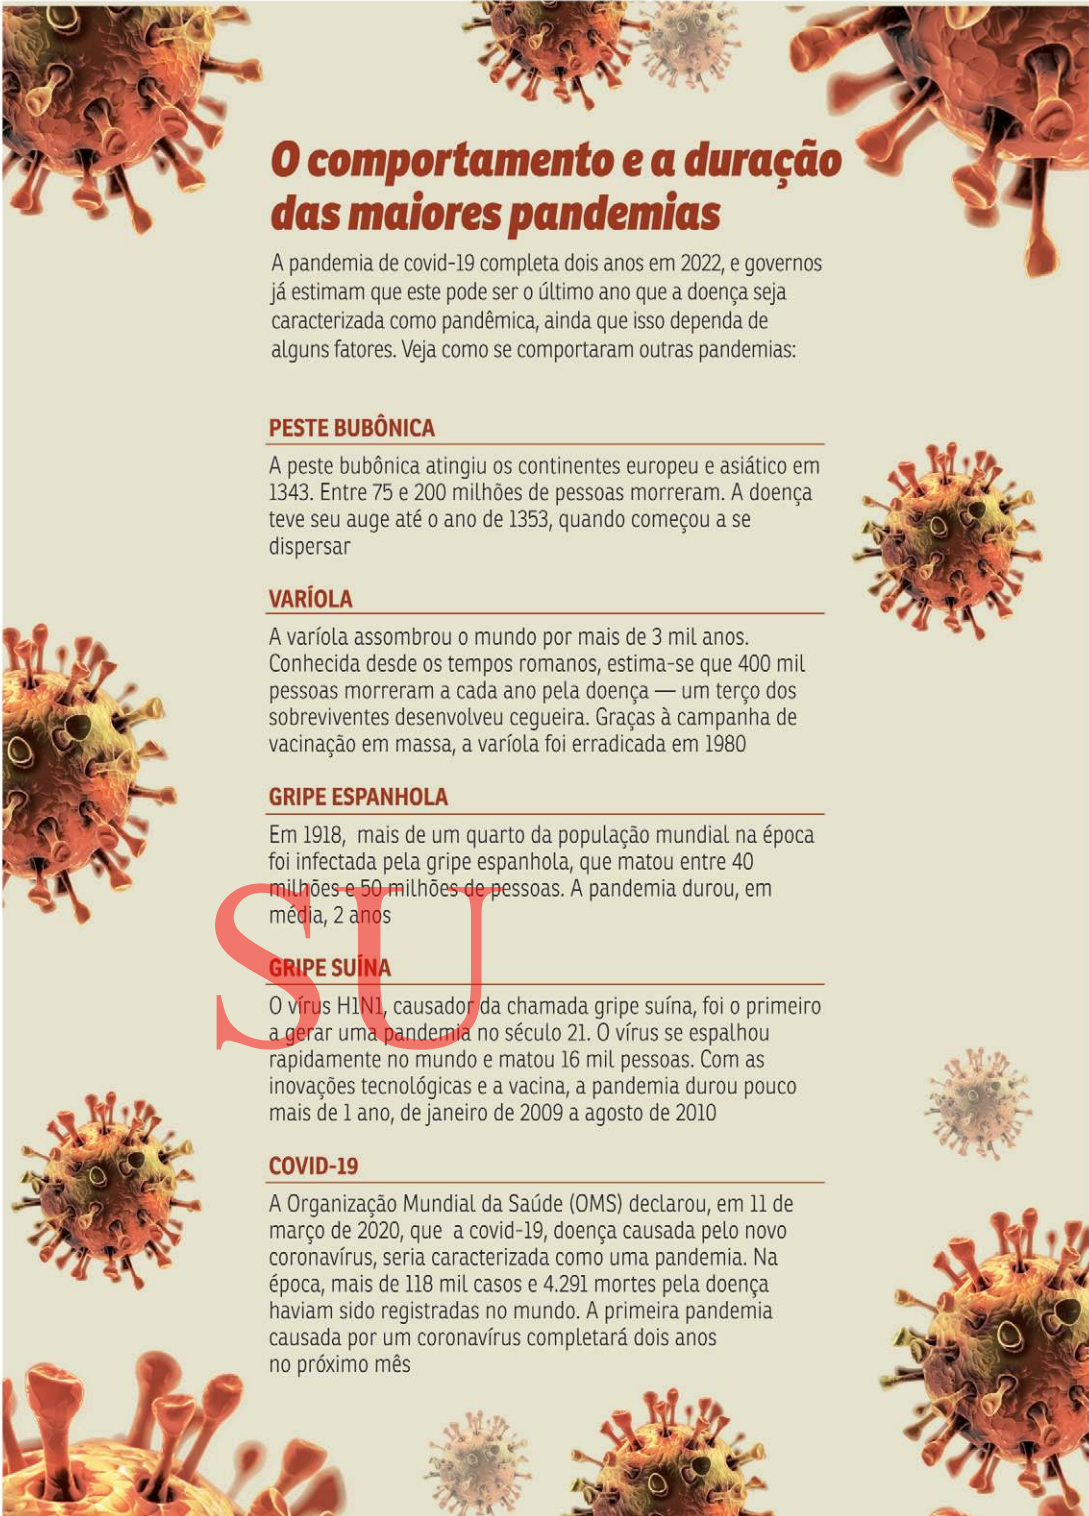 O comportamento e a duração
das maiores pandemias
A pandemia de covid-19 completa dois anos em 2022, e governos
já estimam que este pode ser o último ano que a doença seja
caracterizada como pandêmica, ainda que isso dependa de
alguns fatores. Veja como se comportaram outras pandemias:
PESTE BUBÔNICA
A peste bubônica atingiu os continentes europeu e asiático em
1343. Entre 75 e 200 milhões de pessoas morreram. A doença
teve seu auge até o ano de 1353, quando começou a se
dispersar
VARÍOLA
A varíola assombrou o mundo por mais de 3 mil anos.
Conhecida desde os tempos romanos, estima-se que 400 mil
pessoas morreram a cada ano pela doença — um terço dos
sobreviventes desenvolveu cegueira. Graças à campanha de
vacinação em massa, a varíola foi erradicada em 1980
GRIPE ESPANHOLA
Em 1918, mais de um quarto da população mundial na época
foi infectada pela gripe espanhola, que matou entre 40
milhões e 50 milhões de pessoas. A pandemia durou, em
média, 2 anos
SU
GRIPE SUÍNA
O vírus H1N1, causador da chamada gripe suína, foi o primeiro
a gerar uma pandemia no século 21. O vírus se espalhou
rapidamente no mundo e matou 16 mil pessoas. Com as
inovações tecnológicas e a vacina, a pandemia durou pouco
mais de 1 ano, de janeiro de 2009 a agosto de 2010
COVID-19
A Organização Mundial da Saúde (OMS) declarou, em 11 de
março de 2020, que a covid-19, doença causada pelo novo
coronavírus, seria caracterizada como uma pandemia. Na
época, mais de 118 mil casos e 4.291 mortes pela doença
haviam sido registradas no mundo. A primeira pandemia
causada por um coronavírus completará dois anos
no próximo mês